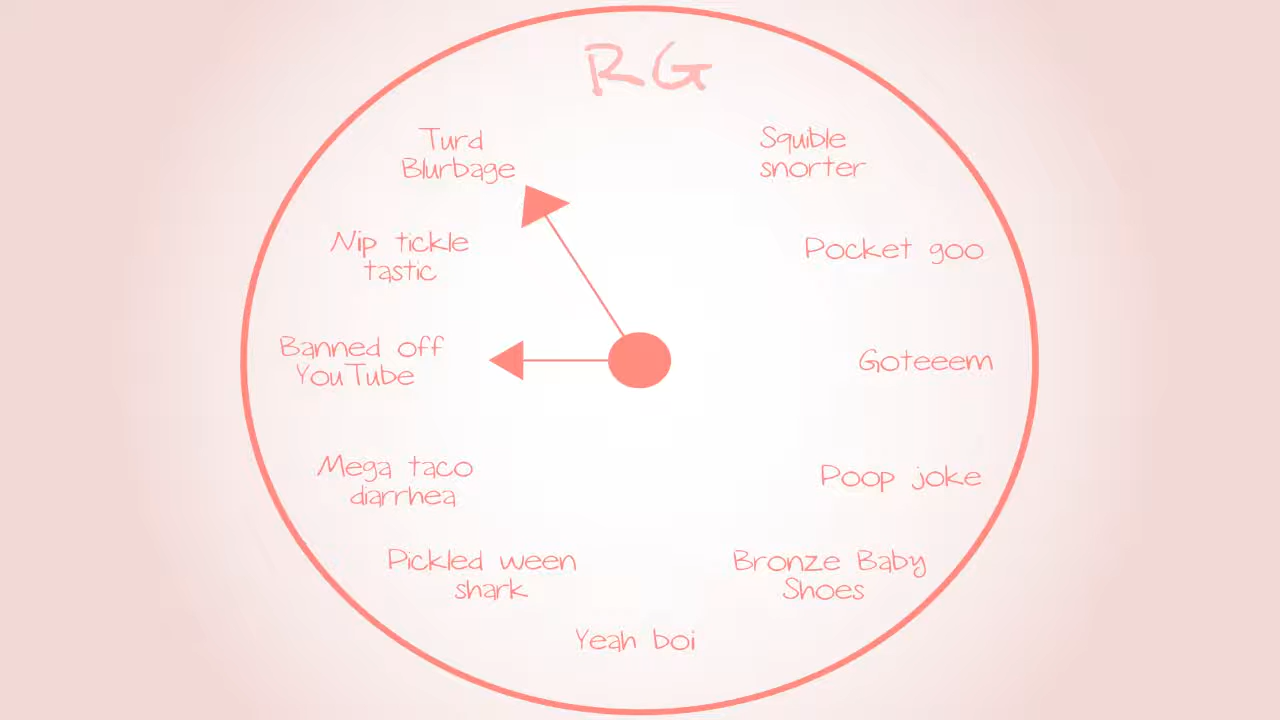 RG
Turd
Blurbage
Squible
snorter
Nip tickle
tastic
Pocket goo
Banned off
YouTube
Goteeem
Mega taco
diarrhea
Poop joke
Pickled ween
shark
Bronze Baby
Shoes
Yeah boi